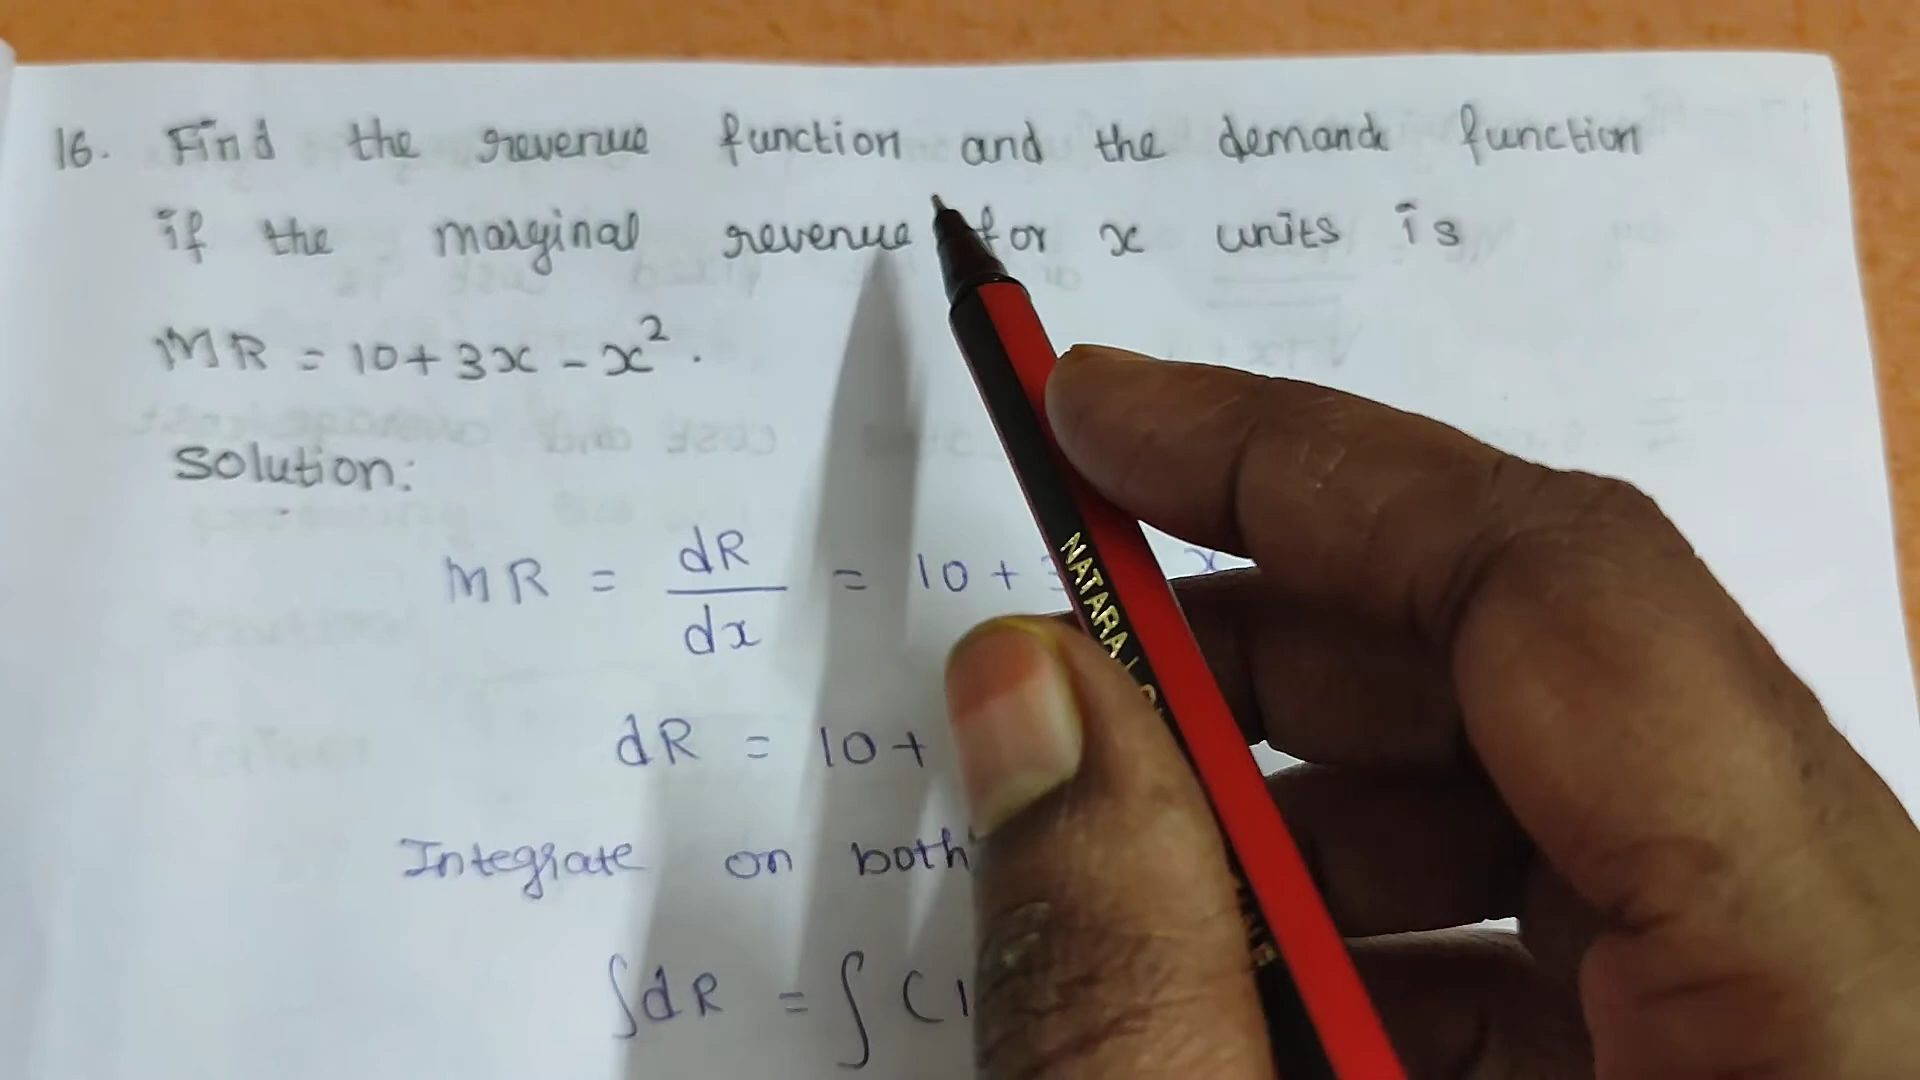 16. Find the revenue function and the demand function
if the marginal revenue for x units is
MR = 10+3x - x².
Solution:
MR = dR/dx = 10 + x
dR = 10 +
Integrate on both
∫dR = ∫ (1
NATARAJ